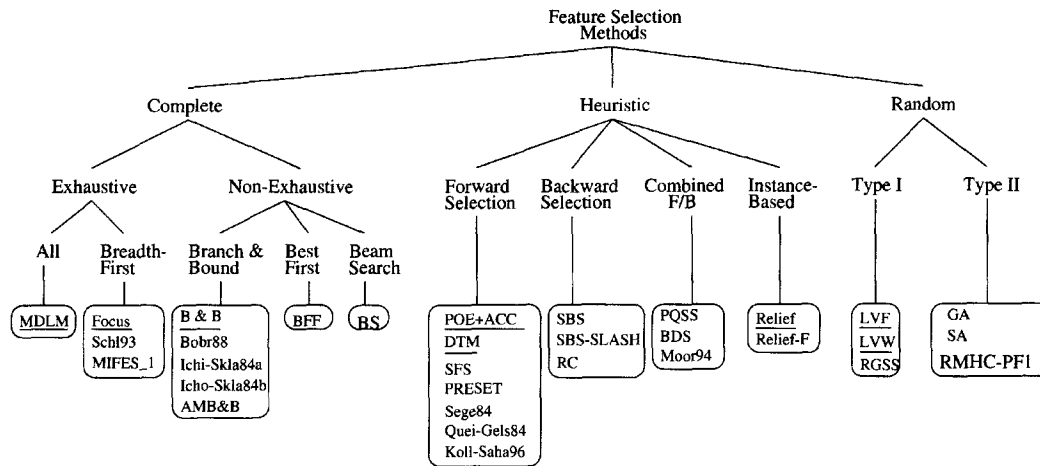 Feature Selection
Methods
Complete
Heuristic
Random
Exhaustive
Non-Exhaustive
Forward
Selection
Backward
Selection
Combined
F/B
Instance-
Based
Type I
Type II
All
Breadth-
First
Branch &
Bound
Best
First
Beam
Search
MDLM
Focus
Schl93
MIFES_1
B & B
Bobr88
Ichi-Skla84a
Icho-Skla84b
AMB&B
BFF
BS
POE+ACC
DTM
SFS
PRESET
Sege84
Quei-Gels84
Koll-Saha96
SBS
SBS-SLASH
RC
PQSS
BDS
Moor94
Relief
Relief-F
LVF
LVW
RGSS
GA
SA
RMHC-PF1